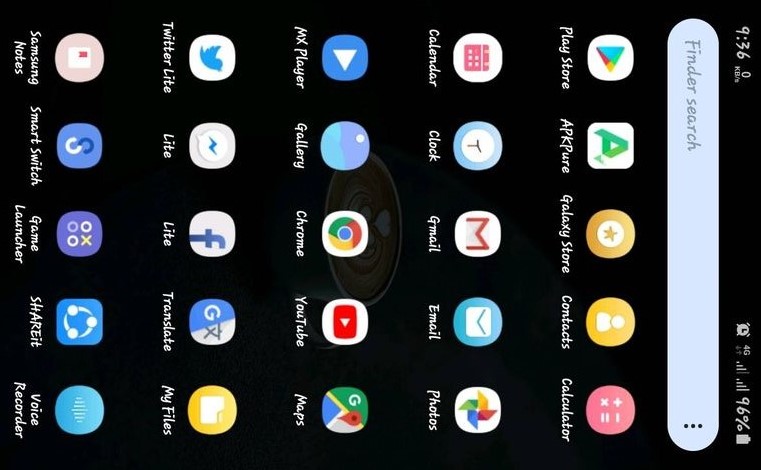 9:36 0 KB/s 4G 96%
Finder search
Play Store APKPure Galaxy Store Contacts Calculator
Calendar Clock Gmail Email Photos
MX Player Gallery Chrome YouTube Maps
Twitter Lite Lite Lite Translate My Files
Samsung Notes Smart Switch Game Launcher SHAREit Voice Recorder